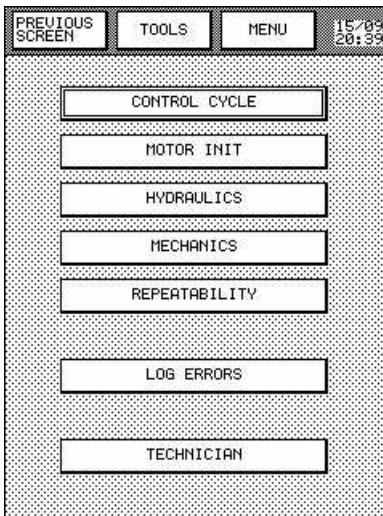 PREVIOUS SCREEN
TOOLS
MENU
15/09
20:39
CONTROL CYCLE
MOTOR INIT
HYDRAULICS
MECHANICS
REPEATABILITY
LOG ERRORS
TECHNICIAN